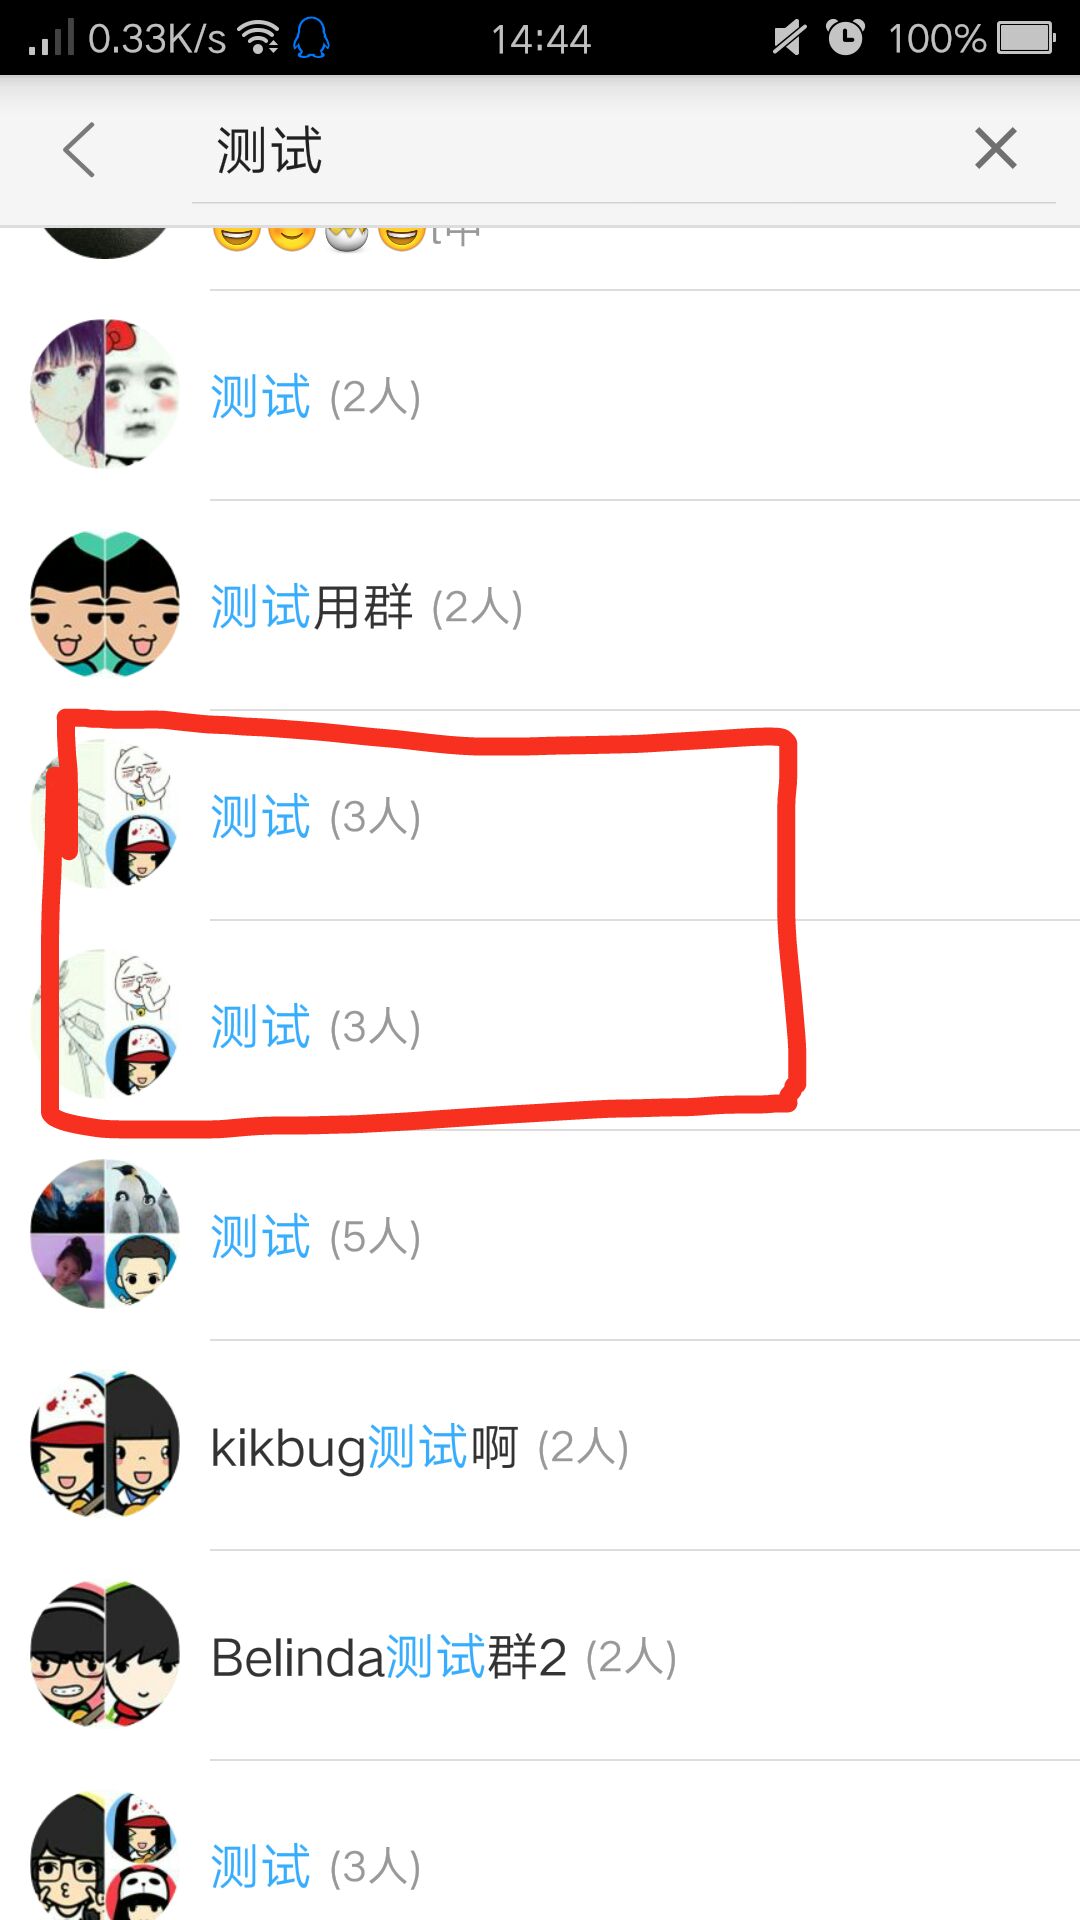 0.33K/s 14:44 100%
测试
测试 (2人)
测试用群 (2人)
测试 (3人)
测试 (3人)
测试 (5人)
kikbug测试啊 (2人)
Belinda测试群2 (2人)
测试 (3人)